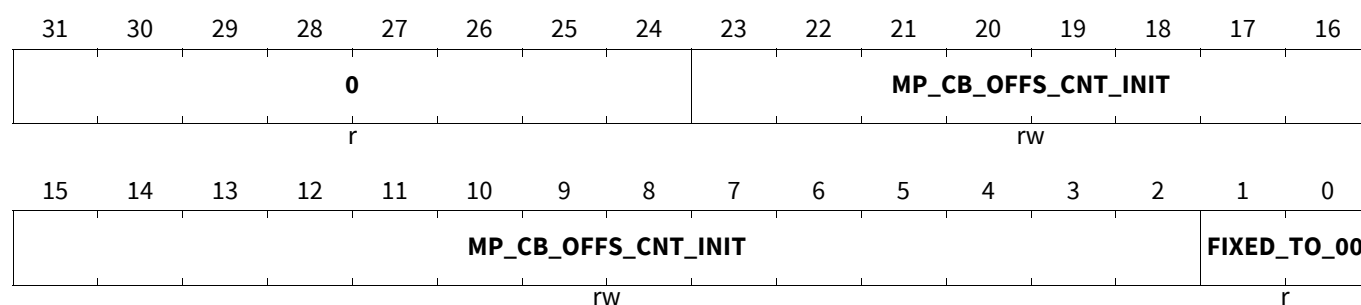 31 30 29 28 27 26 25 24 23 22 21 20 19 18 17 16
0 MP_CB_OFFS_CNT_INIT
r rw
15 14 13 12 11 10 9 8 7 6 5 4 3 2 1 0
MP_CB_OFFS_CNT_INIT FIXED_TO_00
rw r